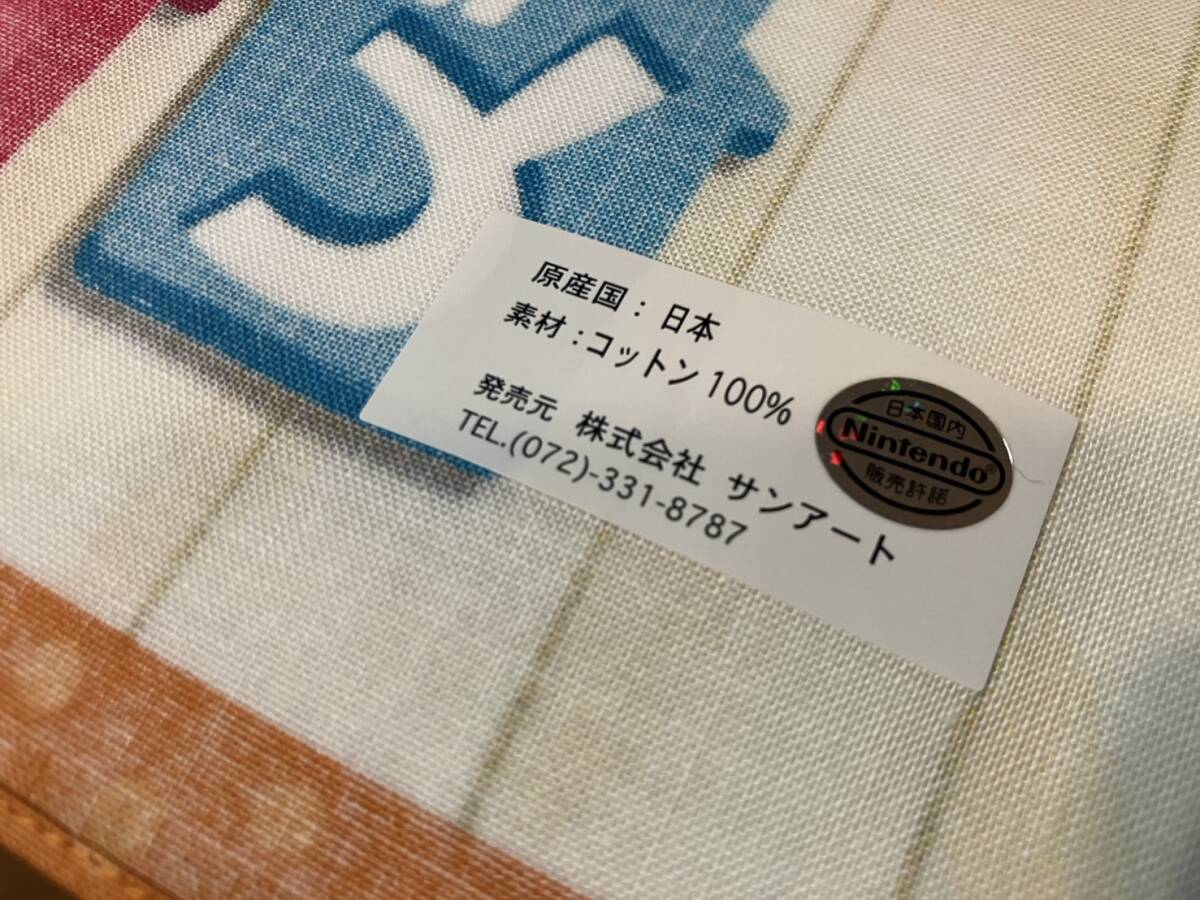 原産国：日本
素材：コットン100%
発売元 株式会社 サンアート
TEL.(072)-331-8787
日本国内
Nintendo®
販売許諾